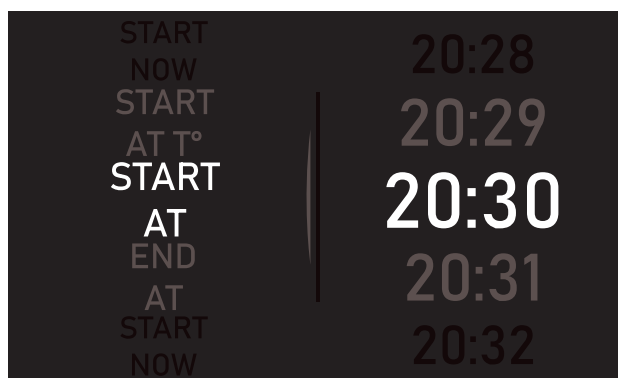 START
NOW
START
AT T°
START
AT
END
AT
START
NOW
20:28
20:29
20:30
20:31
20:32